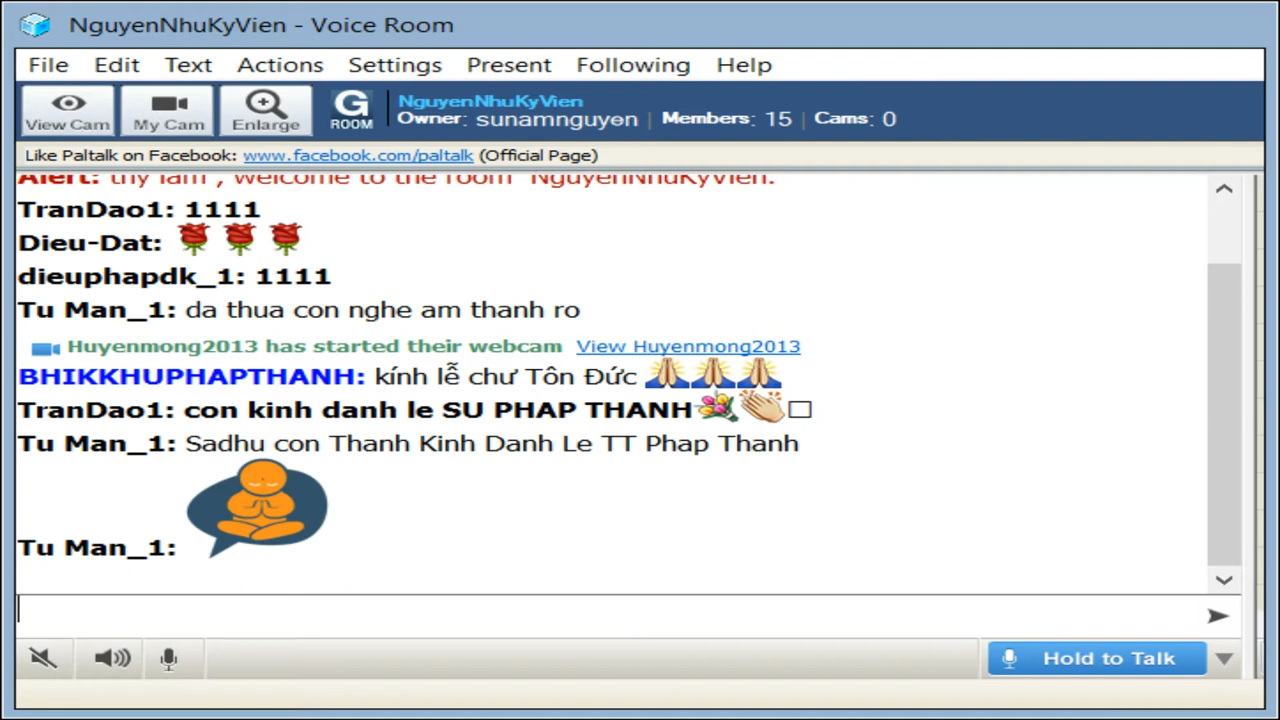 NguyenNhuKyVien - Voice Room
File Edit Text Actions Settings Present Following Help
View Cam My Cam Enlarge G ROOM
NguyenNhuKyVien
Owner: sunamnguyen | Members: 15 | Cams: 0
Like Paltalk on Facebook: www.facebook.com/paltalk (Official Page)
Alert: thy lam , welcome to the room "NguyenNhuKyVien.
TranDao1: 1111
Dieu-Dat: 🌹 🌹 🌹
dieuphapdk_1: 1111
Tu Man_1: da thua con nghe am thanh ro
Huyenmong2013 has started their webcam View Huyenmong2013
BHIKKHUPHAPTHANH: kính lễ chư Tôn Đức 🙏🙏🙏
TranDao1: con kinh danh le SU PHAP THANH💐👏□
Tu Man_1: Sadhu con Thanh Kinh Danh Le TT Phap Thanh
Tu Man_1:
Hold to Talk